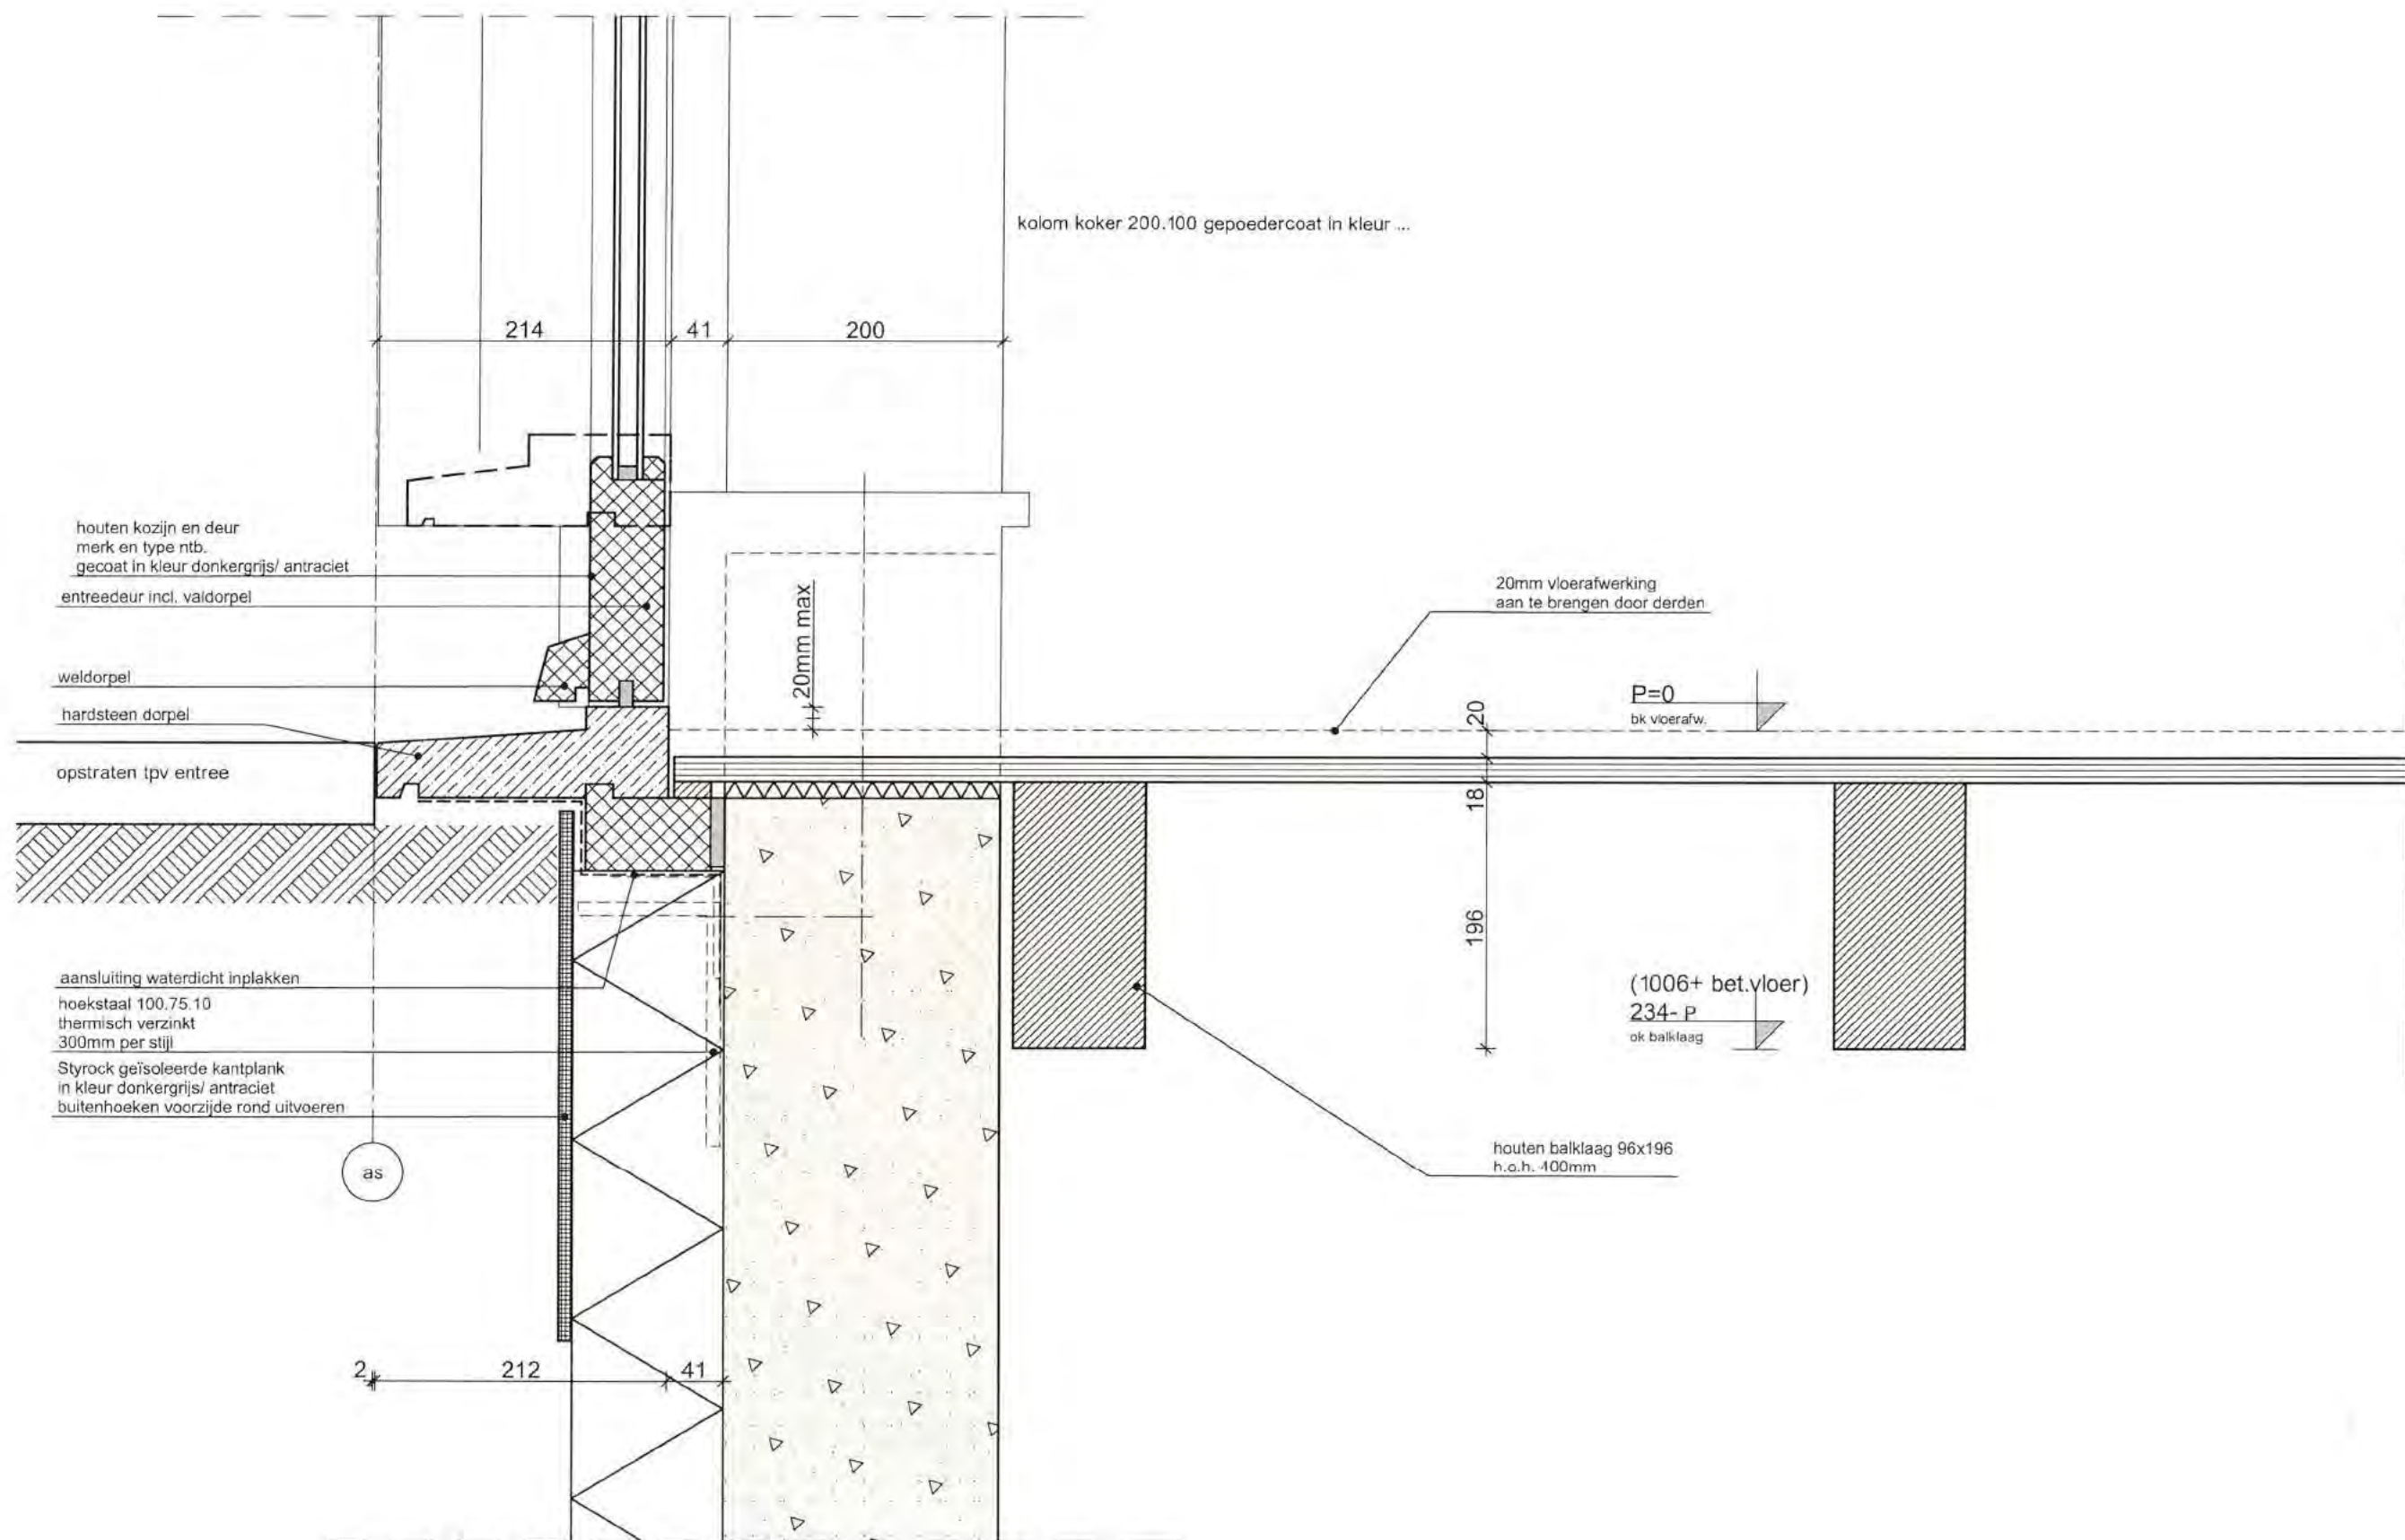 kolom koker 200.100 gepoedercoat in kleur ...
214
41
200
houten kozijn en deur
merk en type ntb.
gecoat in kleur donkergrijs/ antraciet
entreedeur incl. valdorpel
weldorpel
hardsteen dorpel
opstraten tpv entree
20mm max
20mm vloerafwerking
aan te brengen door derden
P=0
bk vloerafw.
20
18
196
(1006+ bet.vloer)
234- P
ok balklaag
aansluiting waterdicht inplakken
hoekstaal 100.75.10
thermisch verzinkt
300mm per stijl
Styrock geïsoleerde kantplank
in kleur donkergrijs/ antraciet
buitenhoeken voorzijde rond uitvoeren
as
houten balklaag 96x196
h.o.h. 400mm
2
212
41